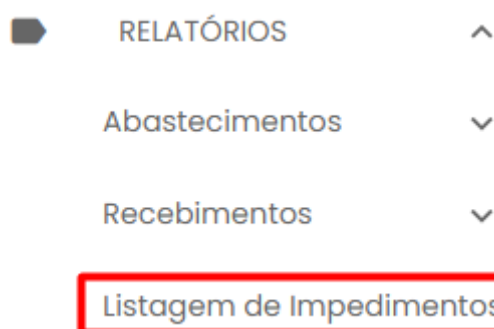 RELATÓRIOS
Abastecimentos
Recebimentos
Listagem de Impedimentos